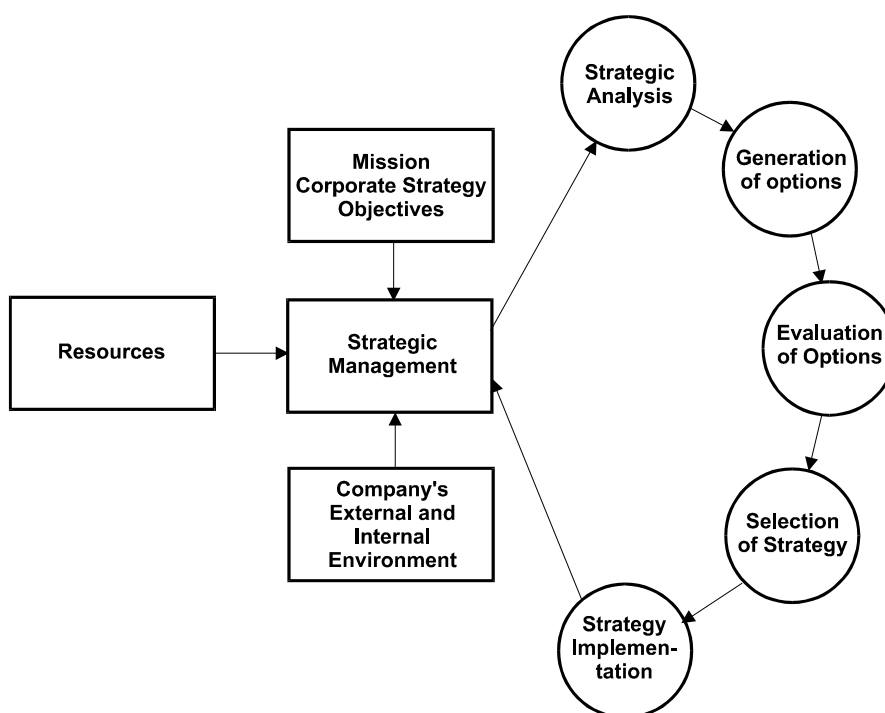 Strategic
Analysis
Generation
of options
Mission
Corporate Strategy
Objectives
Resources
Strategic
Management
Evaluation
of Options
Company's
External and
Internal
Environment
Selection
of Strategy
Strategy
Implemen-
tation